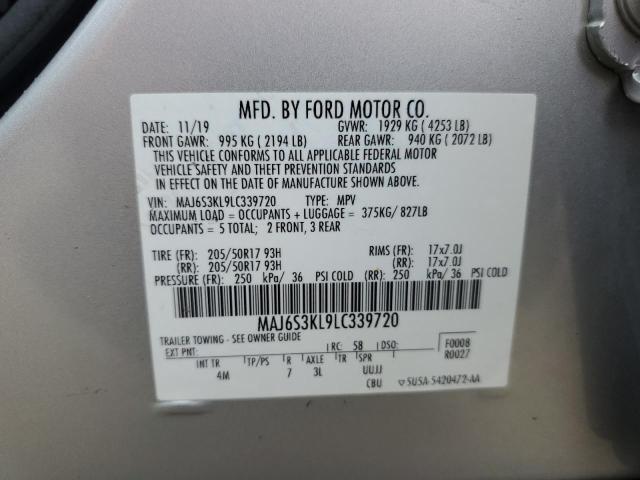 MFD. BY FORD MOTOR CO.
DATE: 11/19 GVWR: 1929 KG ( 4253 LB)
FRONT GAWR: 995 KG ( 2194 LB) REAR GAWR: 940 KG ( 2072 LB)
THIS VEHICLE CONFORMS TO ALL APPLICABLE FEDERAL MOTOR
VEHICLE SAFETY AND THEFT PREVENTION STANDARDS
IN EFFECT ON THE DATE OF MANUFACTURE SHOWN ABOVE.
VIN: MAJ6S3KL9LC339720 TYPE: MPV
MAXIMUM LOAD = OCCUPANTS + LUGGAGE = 375KG/ 827LB
OCCUPANTS = 5 TOTAL; 2 FRONT, 3 REAR
TIRE (FR): 205/50R17 93H RIMS (FR): 17x7.0J
(RR): 205/50R17 93H (RR): 17x7.0J
PRESSURE (FR): 250 kPa/ 36 PSI COLD (RR): 250 kPa/ 36 PSI COLD
MAJ6S3KL9LC339720
TRAILER TOWING - SEE OWNER GUIDE
EXT PNT: RC: 58 DSO: F0008
R0027
INT TR TP/PS R AXLE TR SPR
4M 7 3L UUJJ
CBU 5U5A-5420472-AA